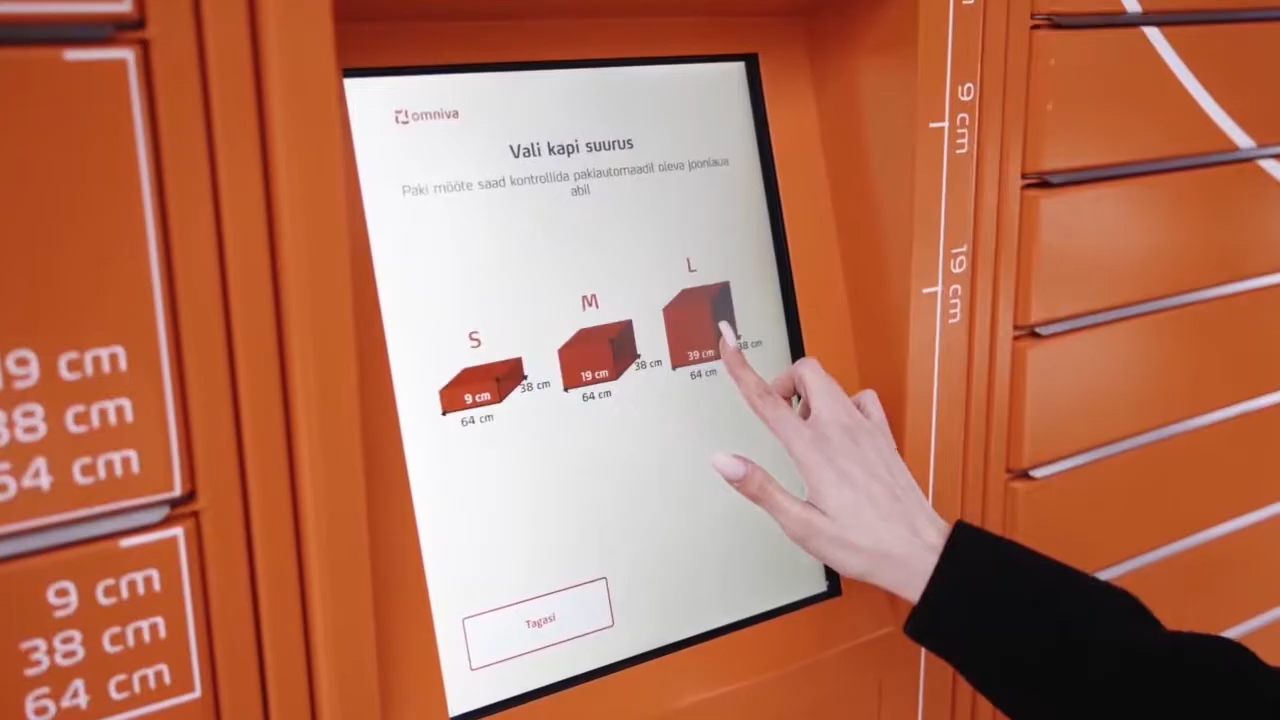 omniva
Vali kapi suurus
Paki mõõte saad kontrollida pakiautomaadil oleva joonlaua
abil
S
M
L
9 cm
38 cm
64 cm
19 cm
38 cm
64 cm
39 cm
38 cm
64 cm
Tagasi
19 cm
38 cm
64 cm
9 cm
38 cm
64 cm
9 cm
19 cm